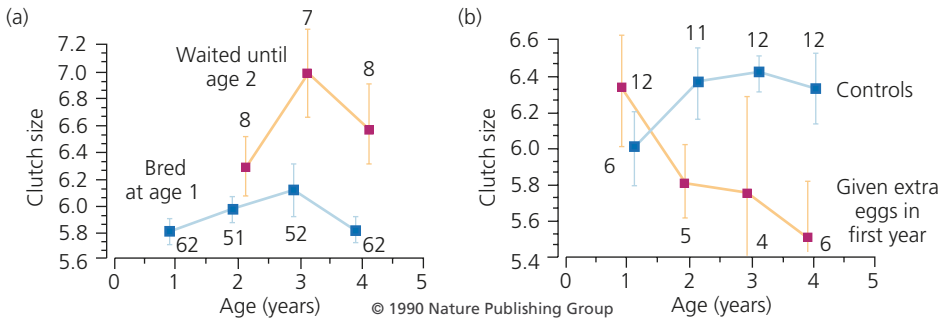 (a)
Clutch size
7.2
7.0
6.8
6.6
6.4
6.2
6.0
5.8
5.6
Waited until
age 2
7
8
8
Bred
at age 1
62
51
52
62
0 1 2 3 4 5
Age (years)
(b)
Clutch size
6.6
6.4
6.2
6.0
5.8
5.6
5.4
12
11
12
12
6
5
4
6
Controls
Given extra
eggs in
first year
0 1 2 3 4 5
Age (years)
© 1990 Nature Publishing Group